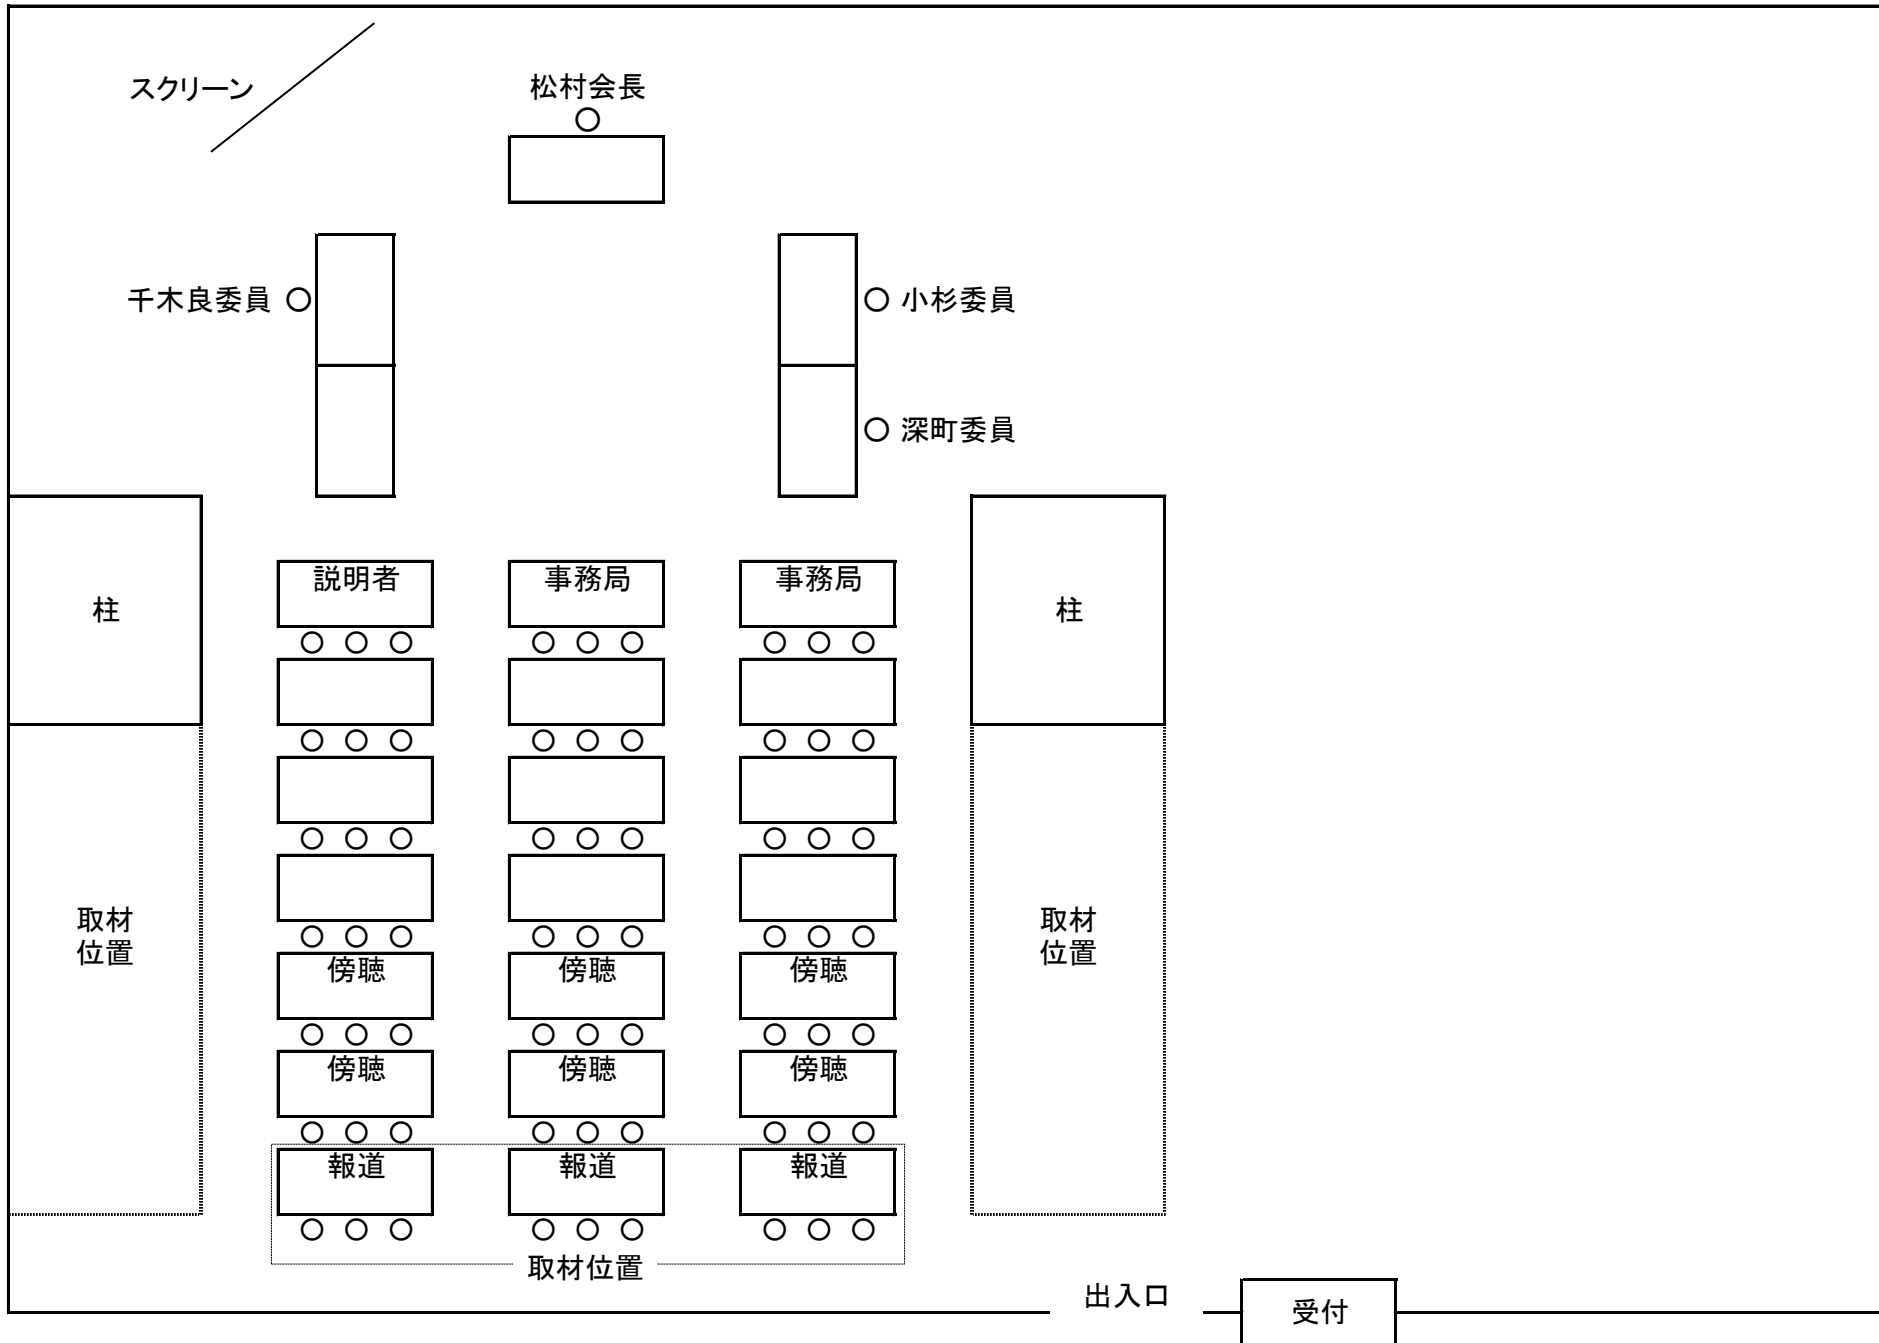 スクリーン
松村会長
千木良委員
小杉委員
深町委員
柱
説明者
事務局
事務局
柱
取材
位置
取材
位置
傍聴
傍聴
傍聴
傍聴
傍聴
傍聴
報道
報道
報道
取材位置
出入口
受付